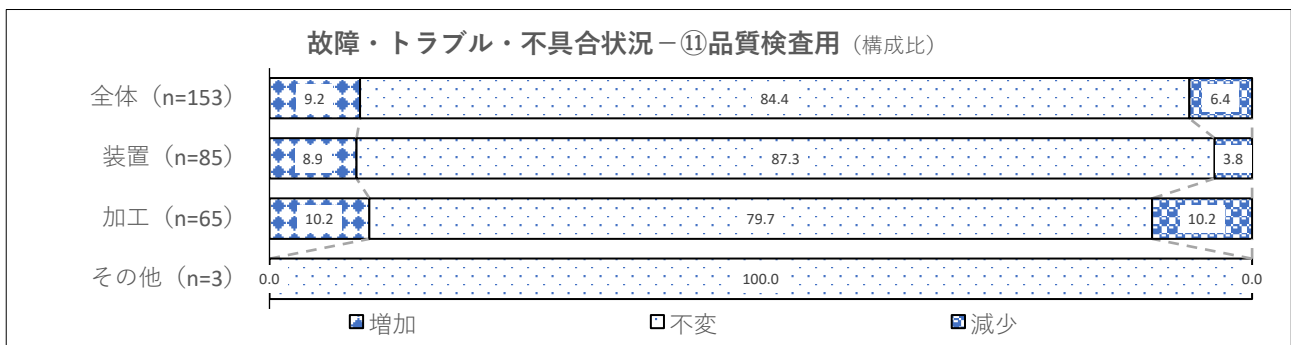 故障・トラブル・不具合状況－⑪品質検査用（構成比）
全体（n=153） 9.2 84.4 6.4
装置（n=85） 8.9 87.3 3.8
加工（n=65） 10.2 79.7 10.2
その他（n=3） 0.0 100.0 0.0
増加 不変 減少